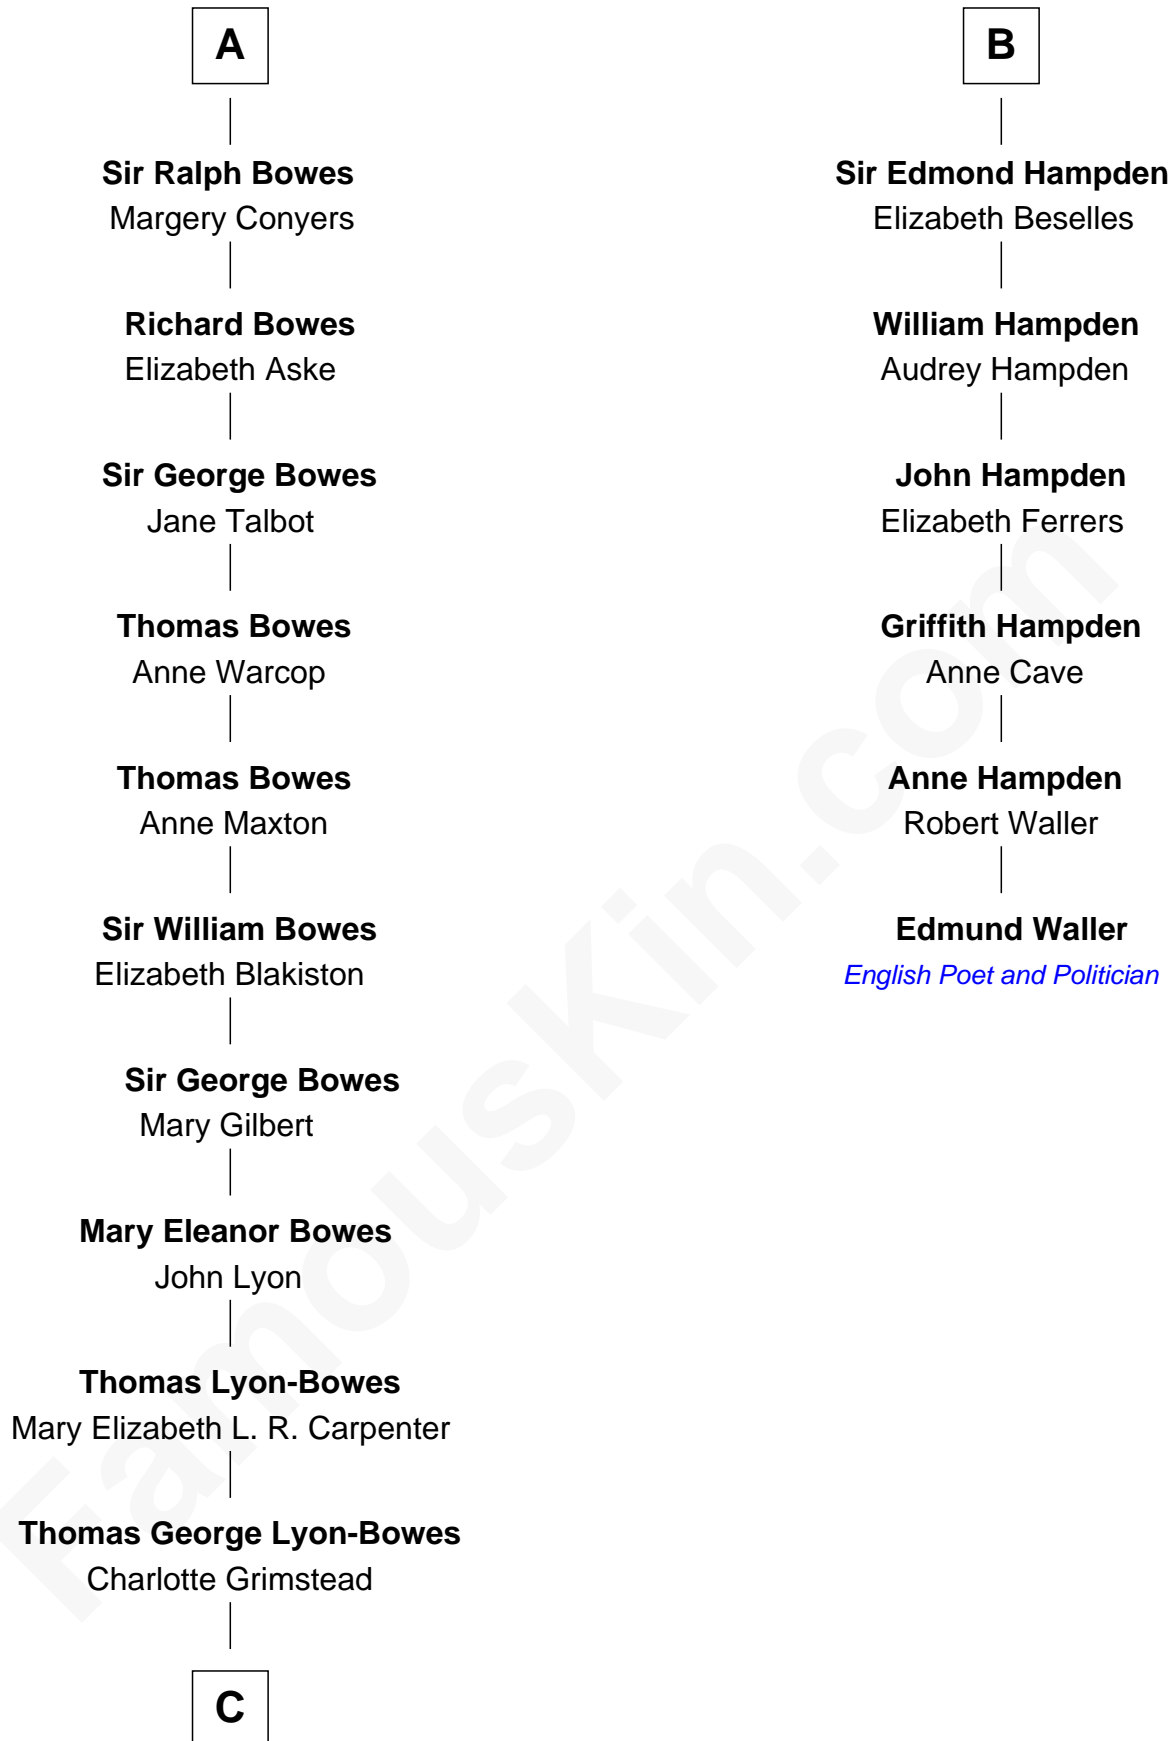 A
Sir Ralph Bowes
Margery Conyers
Richard Bowes
Elizabeth Aske
Sir George Bowes
Jane Talbot
Thomas Bowes
Anne Warcop
Thomas Bowes
Anne Maxton
Sir William Bowes
Elizabeth Blakiston
Sir George Bowes
Mary Gilbert
Mary Eleanor Bowes
John Lyon
Thomas Lyon-Bowes
Mary Elizabeth L. R. Carpenter
Thomas George Lyon-Bowes
Charlotte Grimstead
C
B
Sir Edmond Hampden
Elizabeth Beselles
William Hampden
Audrey Hampden
John Hampden
Elizabeth Ferrers
Griffith Hampden
Anne Cave
Anne Hampden
Robert Waller
Edmund Waller
English Poet and Politician
FamousKin.com